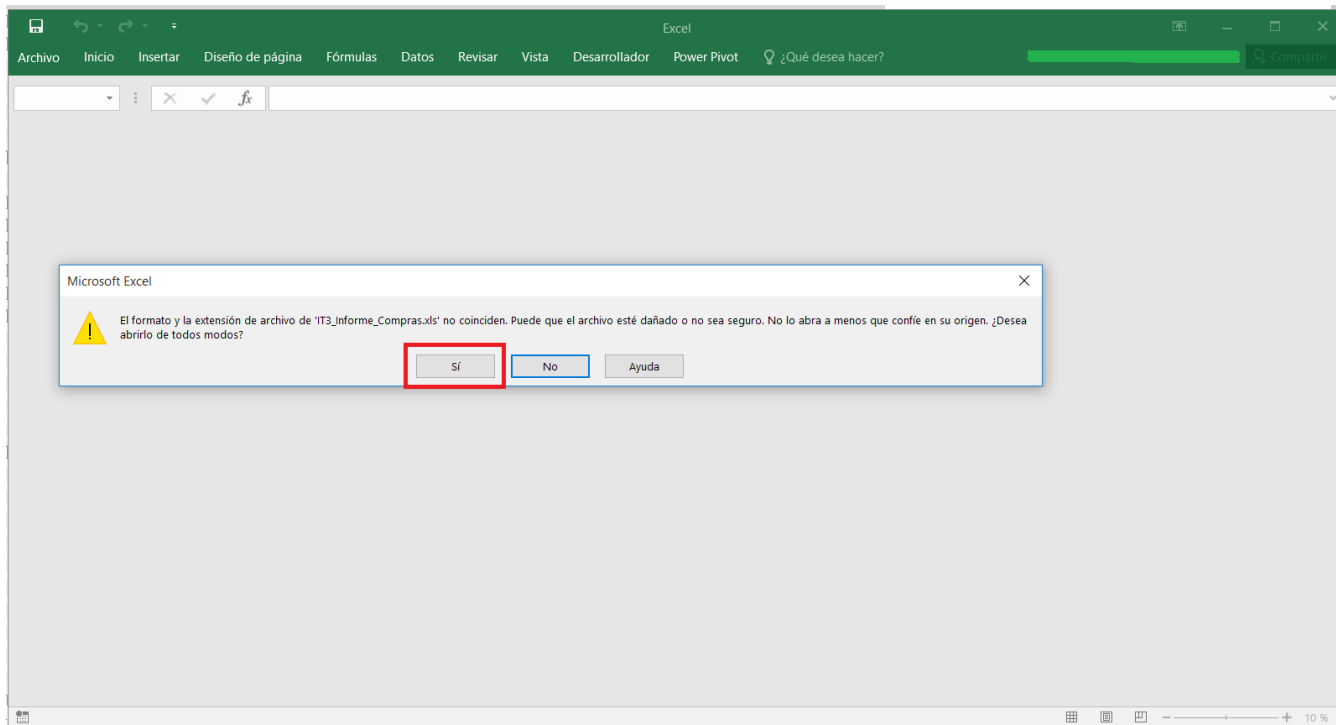 Excel
Archivo Inicio Insertar Diseño de página Fórmulas Datos Revisar Vista Desarrollador Power Pivot ¿Qué desea hacer? Compartir
fx
Microsoft Excel
El formato y la extensión de archivo de 'IT3_Informe_Compras.xls' no coinciden. Puede que el archivo esté dañado o no sea seguro. No lo abra a menos que confíe en su origen. ¿Desea
abrirlo de todos modos?
Sí No Ayuda
10 %